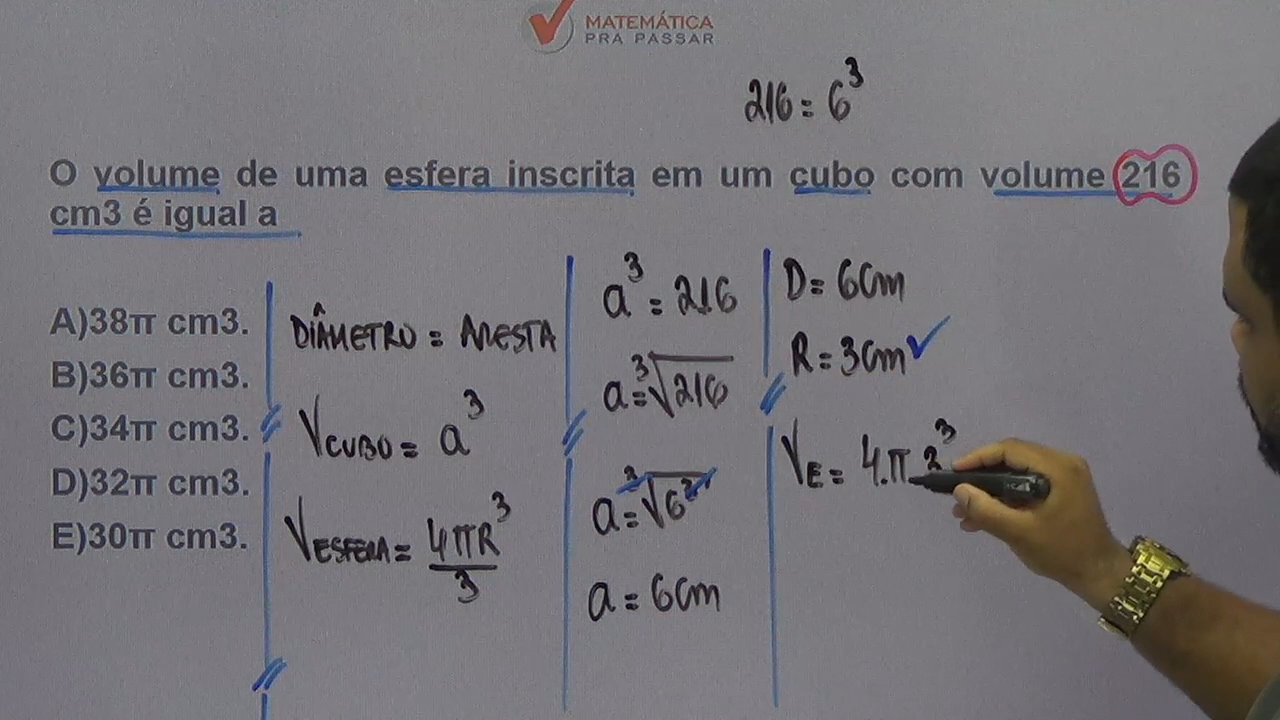 MATEMÁTICA
PRA PASSAR
216 = 6³
O volume de uma esfera inscrita em um cubo com volume 216
cm3 é igual a
A)38π cm3.
B)36π cm3.
C)34π cm3.
D)32π cm3.
E)30π cm3.
DIÂMETRO = ARESTA
VCUBO = a³
VESFERA = 4πR³
3
a³ = 216
a = ³√216
a = ³√6³
a = 6cm
D = 6cm
R = 3cm
VE = 4.π 3³